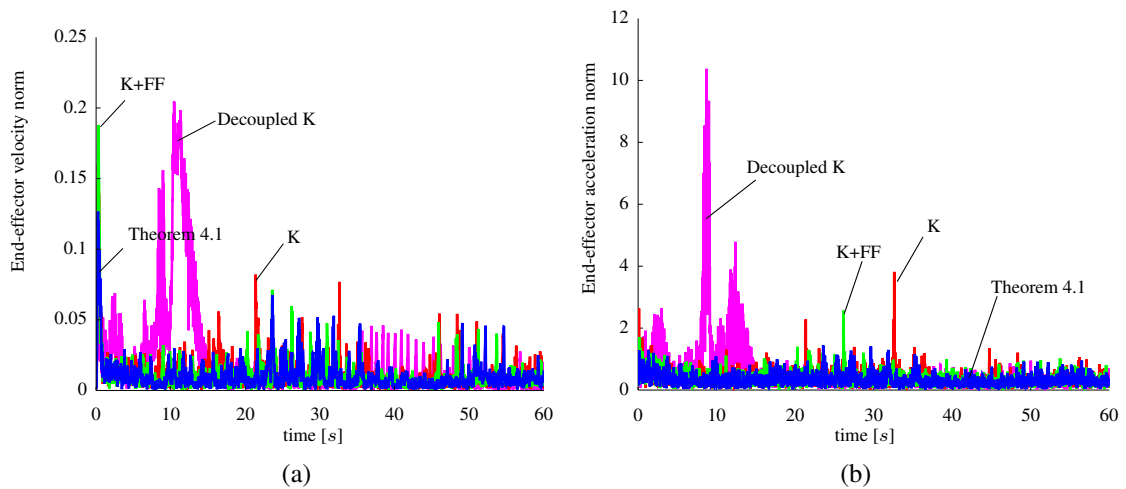 End-effector velocity norm
0.25
0.2
0.15
0.1
0.05
0
K+FF
Decoupled K
Theorem 4.1
K
0 10 20 30 40 50 60
time [s]
(a)
End-effector acceleration norm
12
10
8
6
4
2
0
Decoupled K
K
K+FF
Theorem 4.1
0 10 20 30 40 50 60
time [s]
(b)